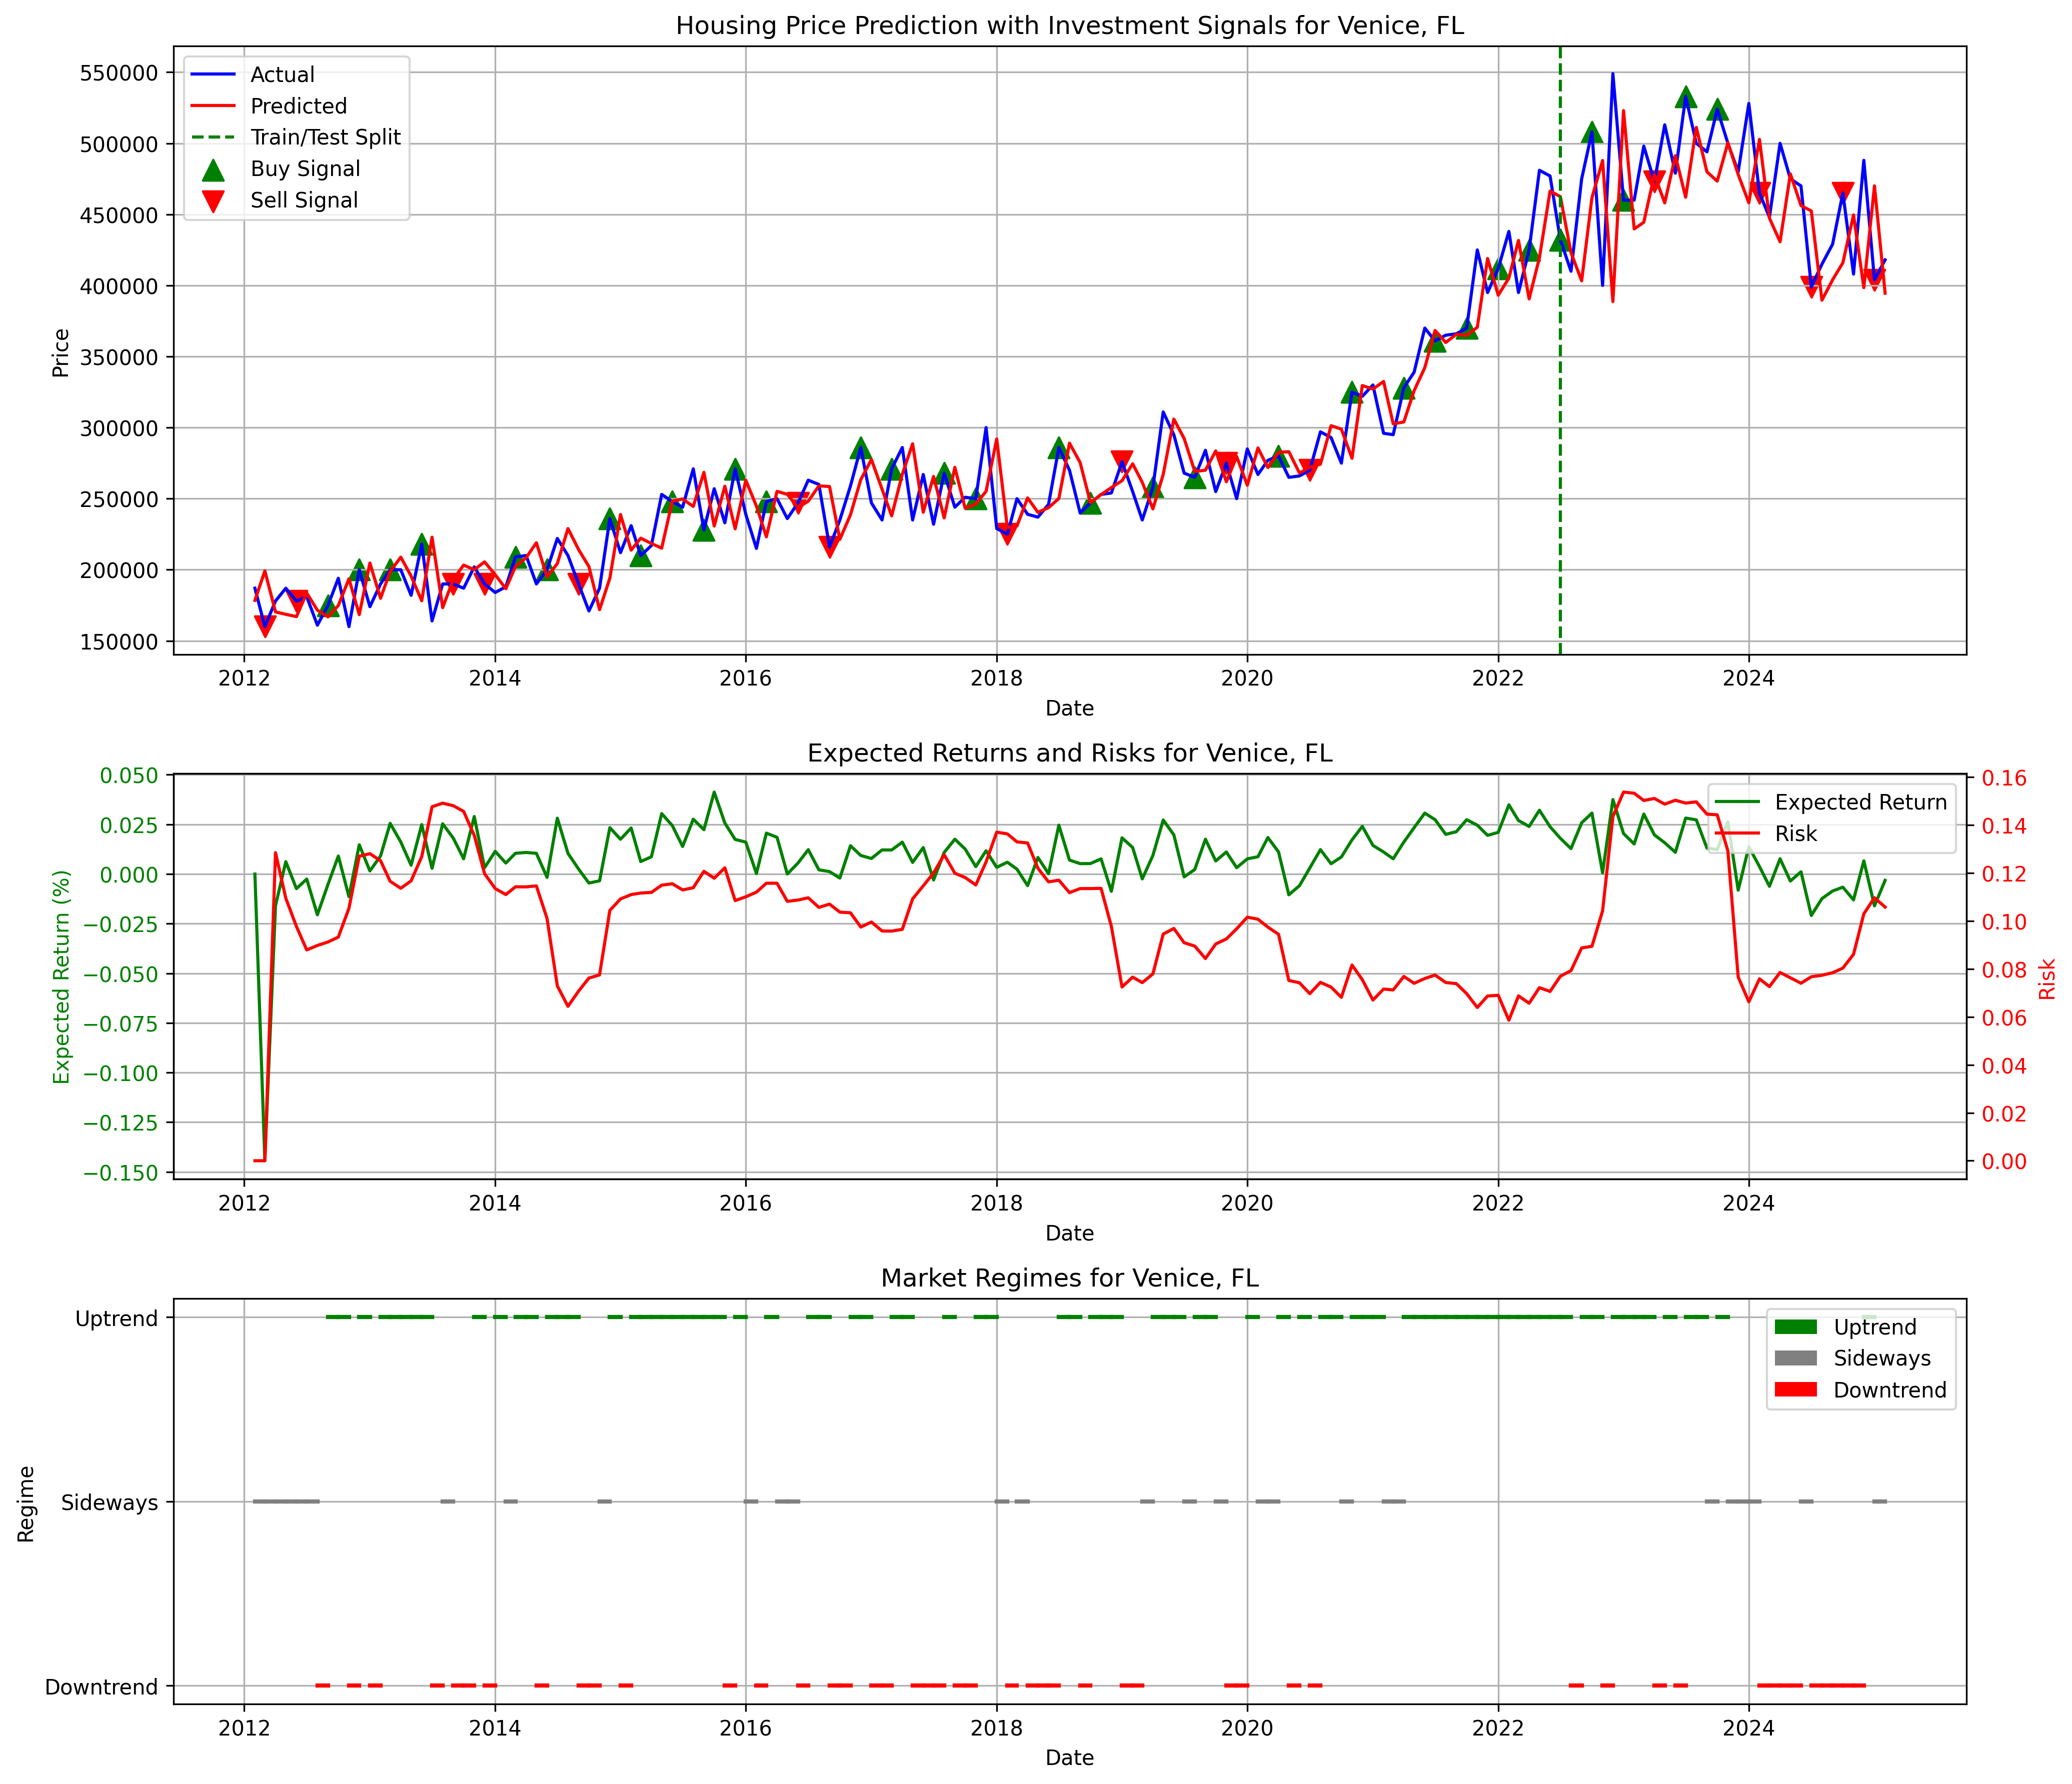 Housing Price Prediction with Investment Signals for Venice, FL
Actual
Predicted
Train/Test Split
Buy Signal
Sell Signal
Price
550000
500000
450000
400000
350000
300000
250000
200000
150000
2012 2014 2016 2018 2020 2022 2024
Date
Expected Returns and Risks for Venice, FL
Expected Return
Risk
Expected Return (%)
0.050
0.025
0.000
−0.025
−0.050
−0.075
−0.100
−0.125
−0.150
0.16
0.14
0.12
0.10
0.08
0.06
0.04
0.02
0.00
Risk
2012 2014 2016 2018 2020 2022 2024
Date
Market Regimes for Venice, FL
Uptrend
Sideways
Downtrend
Regime
Uptrend
Sideways
Downtrend
2012 2014 2016 2018 2020 2022 2024
Date